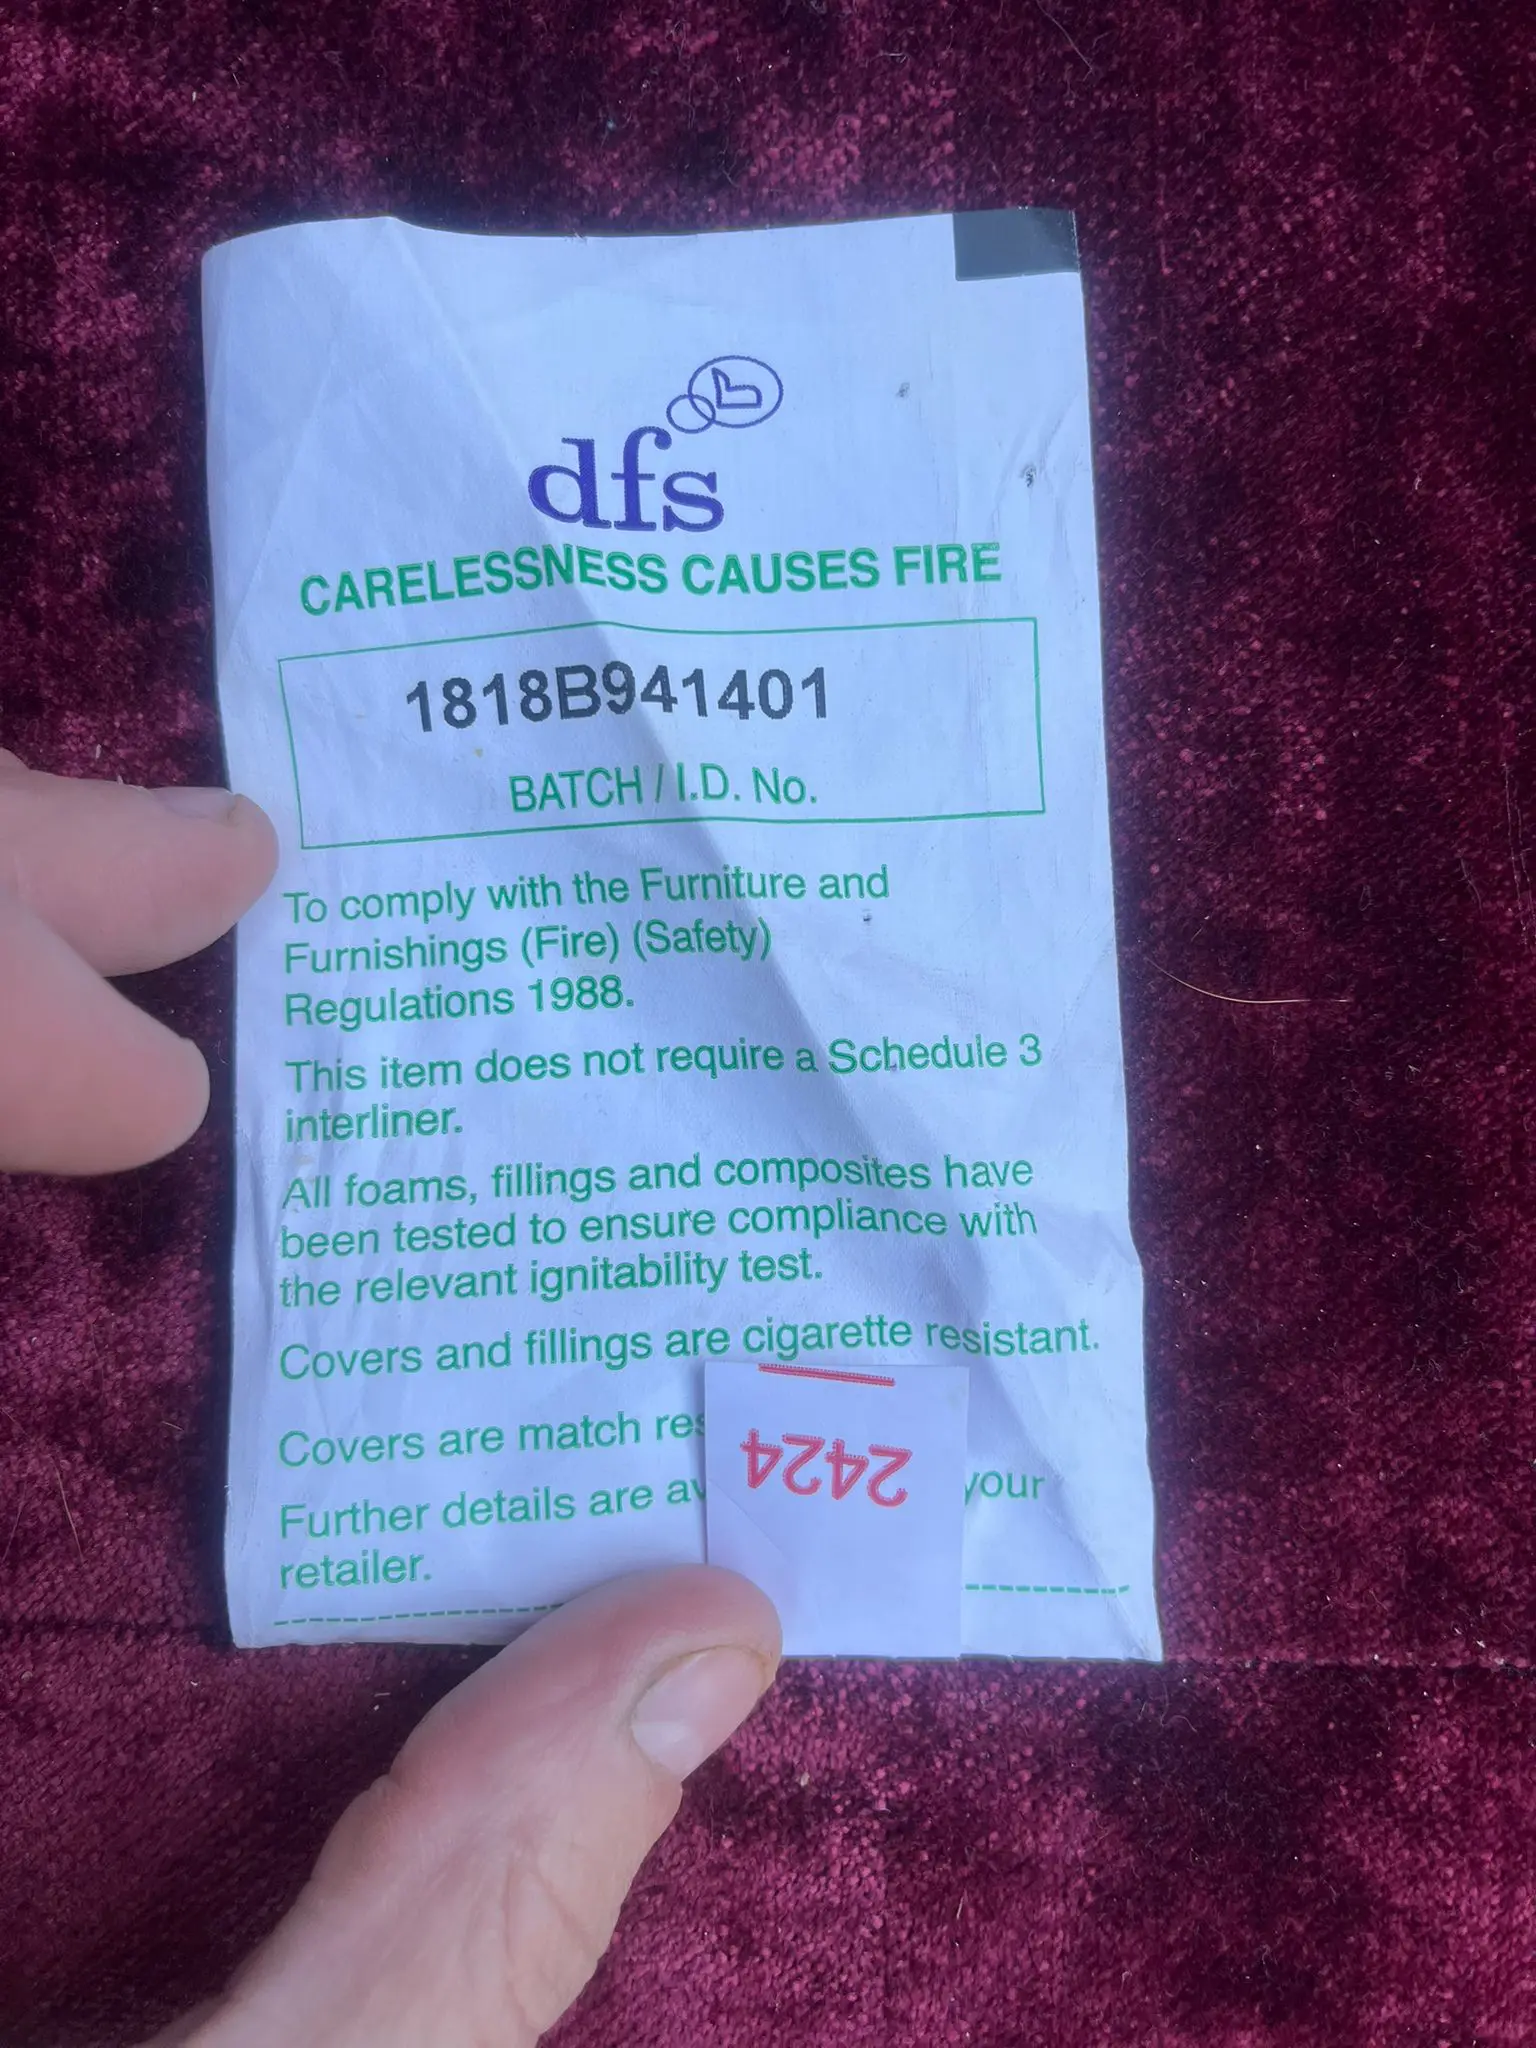 dfs
CARELESSNESS CAUSES FIRE
1818B941401
BATCH / I.D. No.
To comply with the Furniture and
Furnishings (Fire) (Safety)
Regulations 1988.
This item does not require a Schedule 3
interliner.
All foams, fillings and composites have
been tested to ensure compliance with
the relevant ignitability test.
Covers and fillings are cigarette resistant.
Covers are match
2424
Further details are your
retailer.